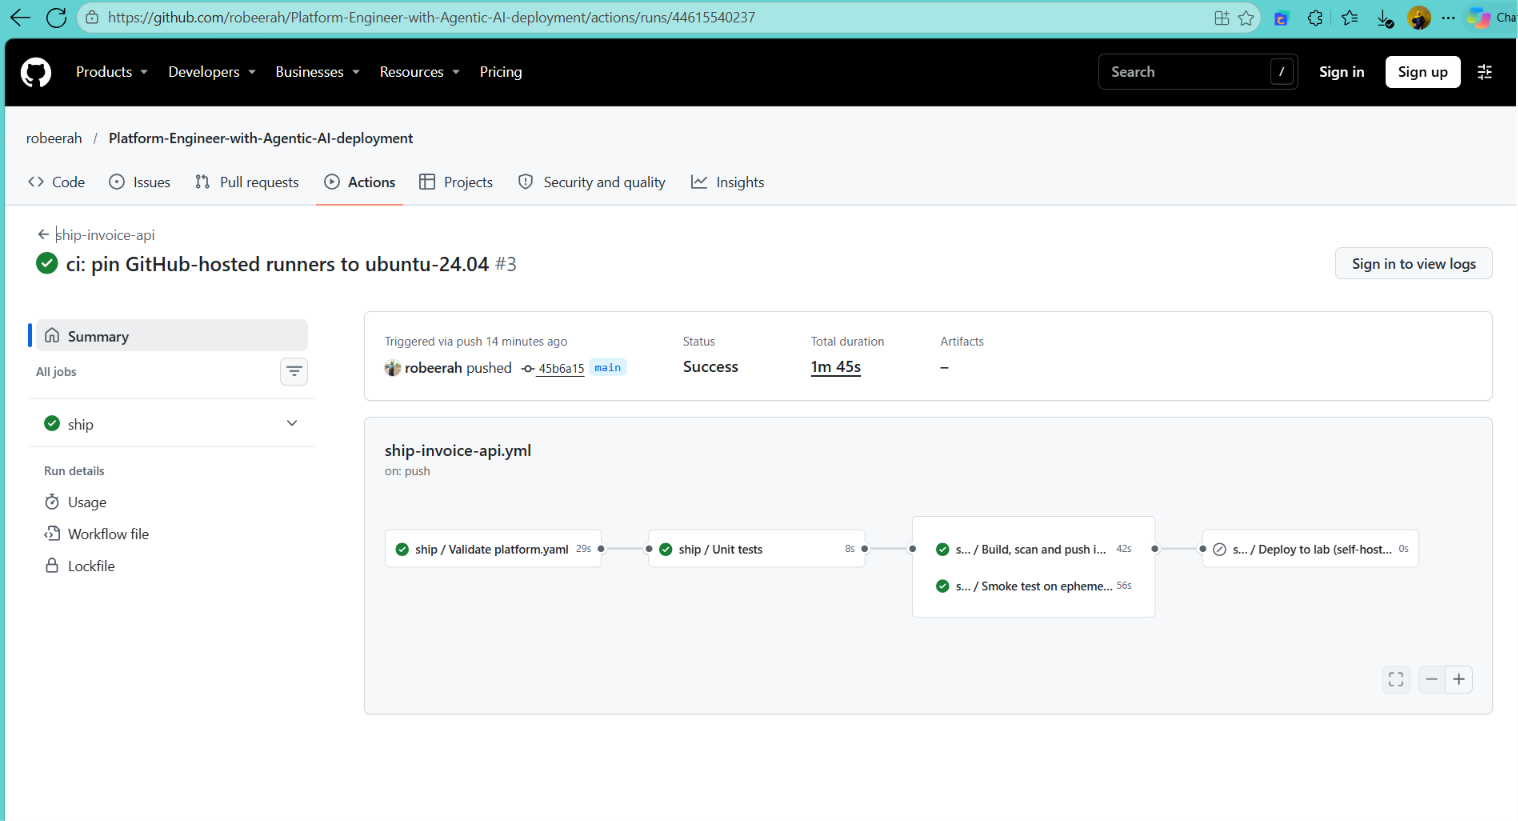 https://github.com/robeerah/Platform-Engineer-with-Agentic-AI-deployment/actions/runs/44615540237
Cha
Products Developers Businesses Resources Pricing
Search / Sign in Sign up
robeerah / Platform-Engineer-with-Agentic-AI-deployment
Code Issues Pull requests Actions Projects Security and quality Insights
ship-invoice-api
ci: pin GitHub-hosted runners to ubuntu-24.04 #3
Sign in to view logs
Summary
All jobs
ship
Run details
Usage
Workflow file
Lockfile
Triggered via push 14 minutes ago Status Total duration Artifacts
robeerah pushed 45b6a15 main Success 1m 45s –
ship-invoice-api.yml
on: push
ship / Validate platform.yaml 29s
ship / Unit tests 8s
s... / Build, scan and push i... 42s
s... / Smoke test on epheme... 56s
s... / Deploy to lab (self-host... 0s